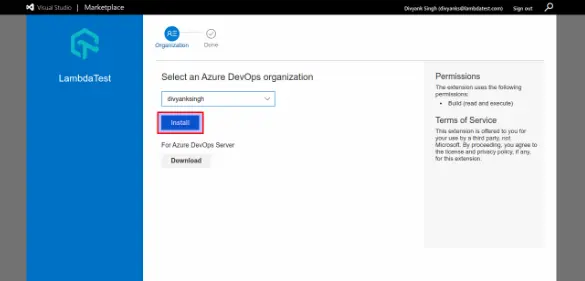 Visual Studio | Marketplace
Divyank Singh (divyanks@lambdatest.com) Sign out
LambdaTest
RE
Organization
Done
Select an Azure DevOps organization
divyanksingh
Install
For Azure DevOps Server
Download
Permissions
The extension uses the following
permissions:
• Build (read and execute)
Terms of Service
This extension is offered to you for
your use by a third party, not
Microsoft. By proceeding, you agree to
the license and privacy policy, if any,
for this extension.